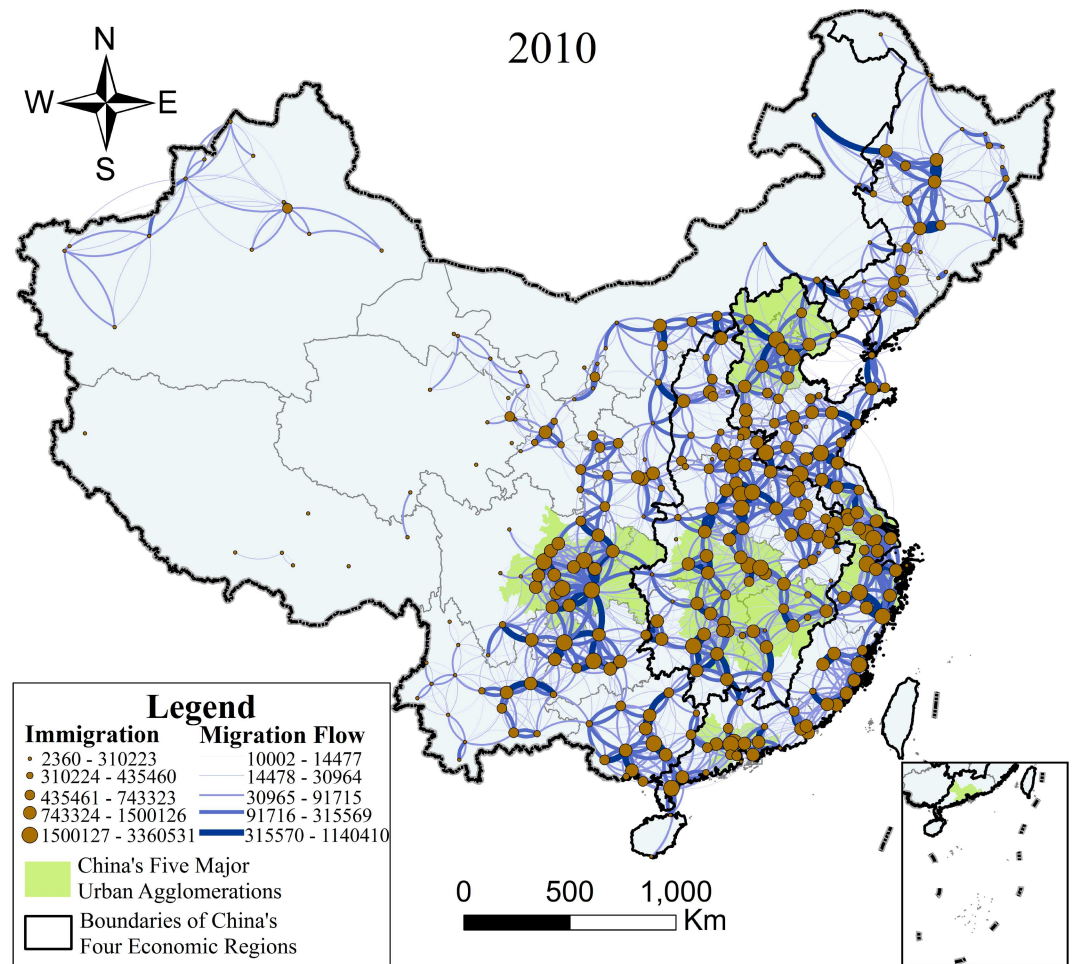 2010
N
W E
S
Legend
Immigration Migration Flow
2360 - 310223 10002 - 14477
310224 - 435460 14478 - 30964
435461 - 743323 30965 - 91715
743324 - 1500126 91716 - 315569
1500127 - 3360531 315570 - 1140410
China's Five Major
Urban Agglomerations
Boundaries of China's
Four Economic Regions
0 500 1,000
Km